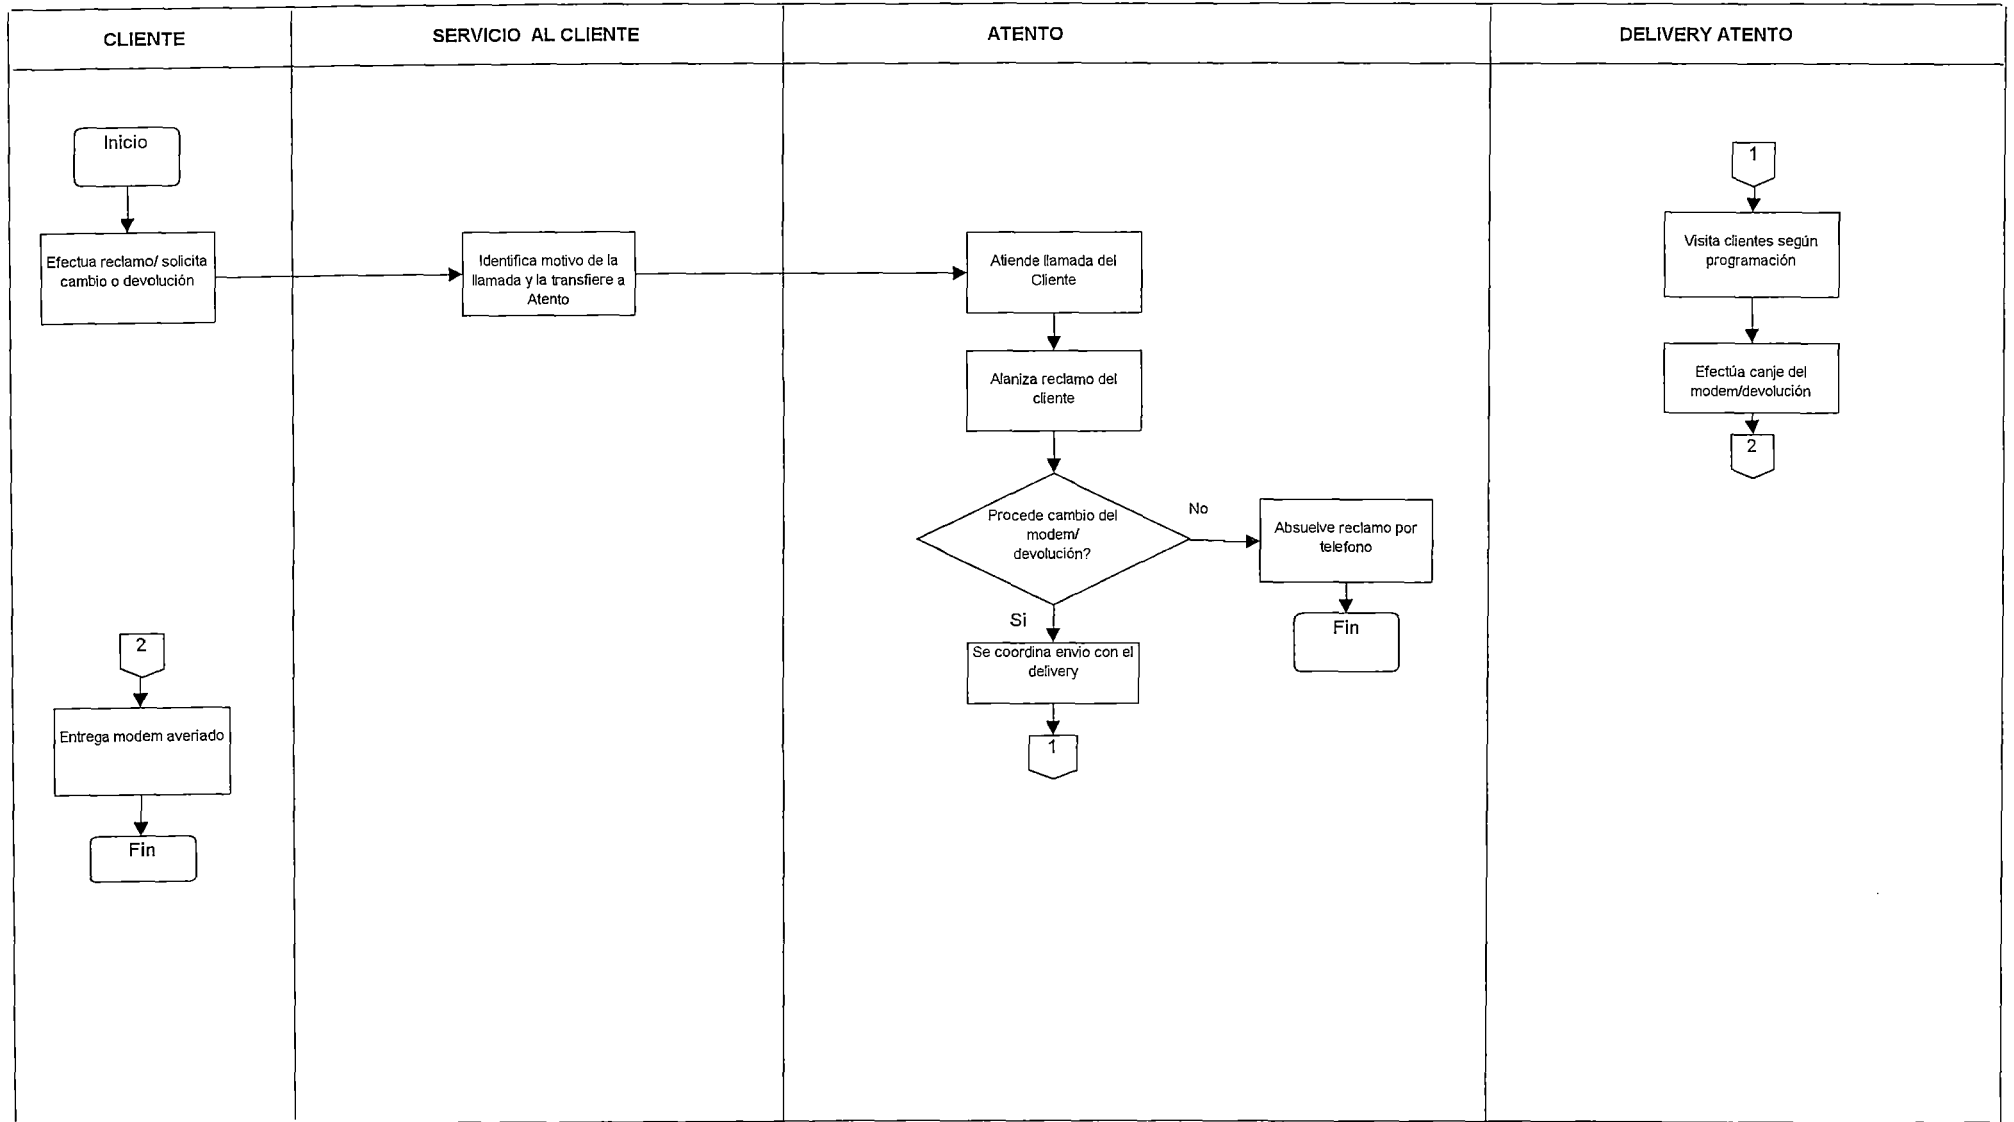 CLIENTE
SERVICIO AL CLIENTE
ATENTO
DELIVERY ATENTO
Inicio
Efectua reclamo/ solicita
cambio o devolución
Identifica motivo de la
llamada y la transfiere a
Atento
Atiende llamada del
Cliente
Alaniza reclamo del
cliente
Procede cambio del
modem/
devolución?
No
Absuelve reclamo por
telefono
Fin
Si
Se coordina envio con el
delivery
1
1
Visita clientes según
programación
Efectúa canje del
modem/devolución
2
2
Entrega modem averiado
Fin